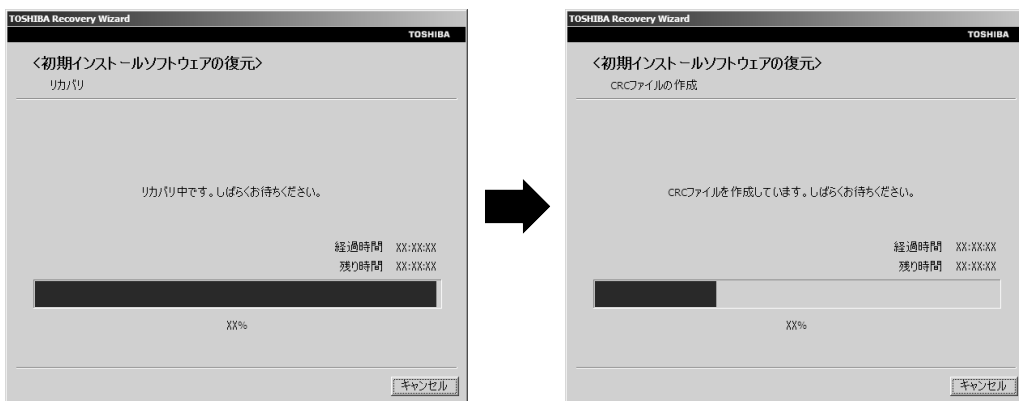 TOSHIBA Recovery Wizard
TOSHIBA
<初期インストールソフトウェアの復元>
リカバリ
リカバリ中です。しばらくお待ちください。
経過時間 XX:XX:XX
残り時間 XX:XX:XX
XX%
キャンセル
TOSHIBA Recovery Wizard
TOSHIBA
<初期インストールソフトウェアの復元>
CRCファイルの作成
CRCファイルを作成しています。しばらくお待ちください。
経過時間 XX:XX:XX
残り時間 XX:XX:XX
XX%
キャンセル